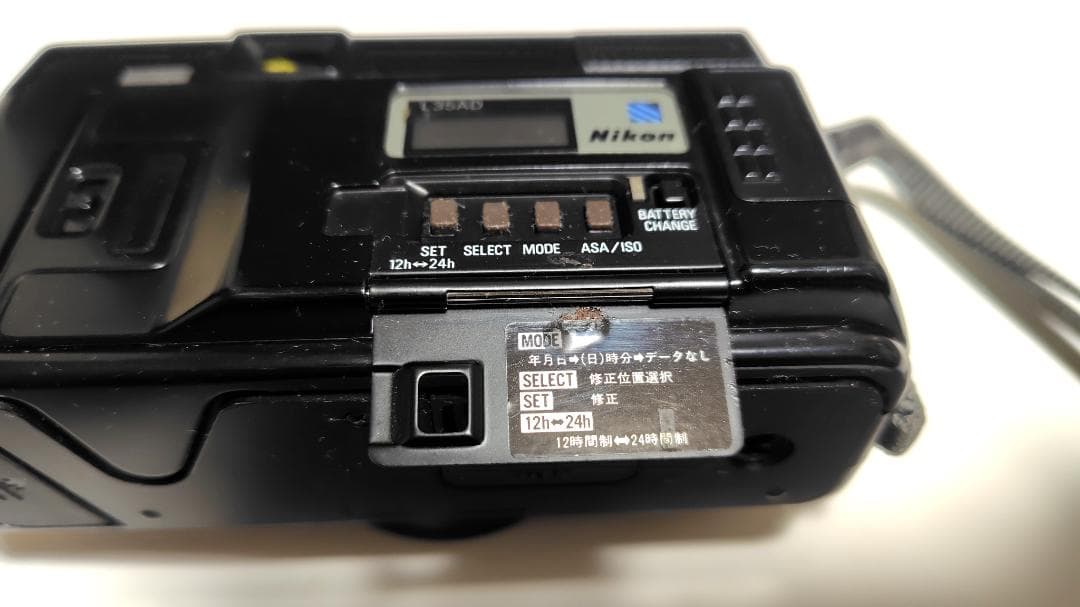 L35AD
Nikon
BATTERY
CHANGE
SET SELECT MODE ASA/ISO
12h↔24h
MODE
年月日➡(日)時分➡データなし
SELECT 修正位置選択
SET 修正
12h↔24h
12時間制↔24時間制